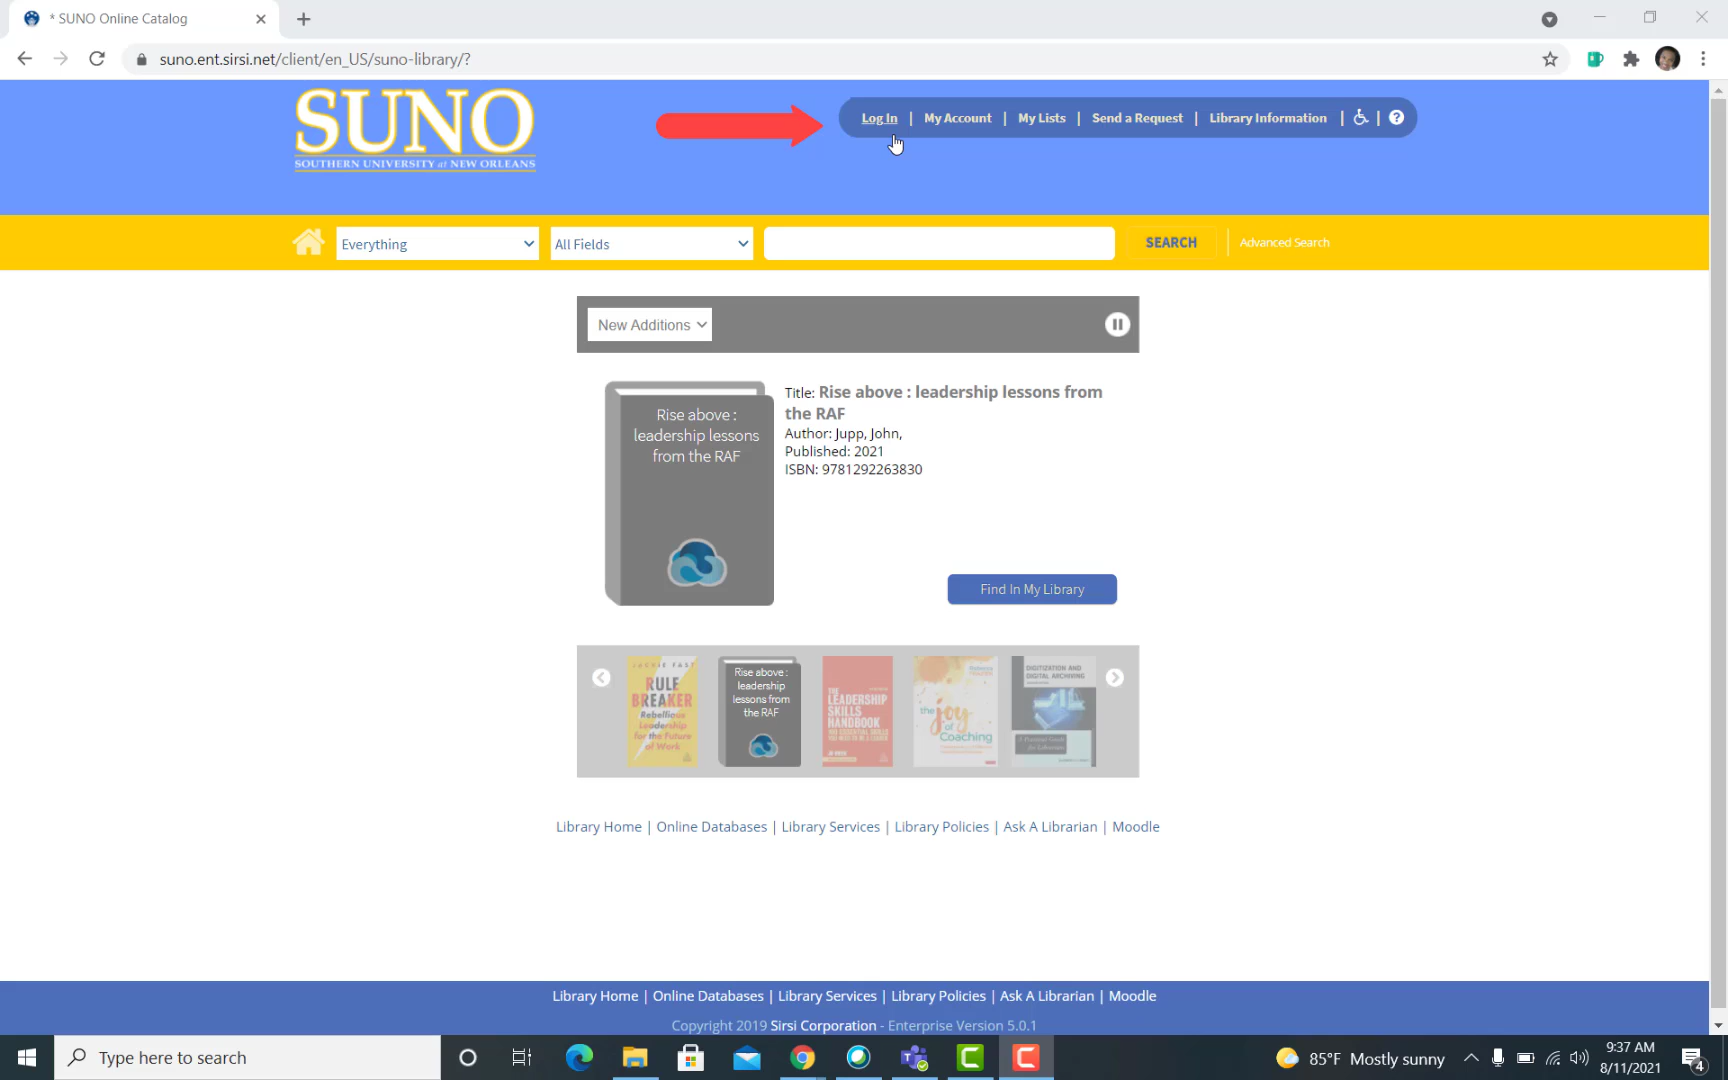 * SUNO Online Catalog
suno.ent.sirsi.net/client/en_US/suno-library/?
SUNO
SOUTHERN UNIVERSITY at NEW ORLEANS
Log In | My Account | My Lists | Send a Request | Library Information | | ?
Everything All Fields SEARCH Advanced Search
New Additions
Rise above :
leadership lessons
from the RAF
Title: Rise above : leadership lessons from
the RAF
Author: Jupp, John,
Published: 2021
ISBN: 9781292263830
Find In My Library
JACKIE FAST
RULE
BREAKER
Rebellious
Leadership
for the Future
of Work
Rise above :
leadership
lessons from
the RAF
THE
LEADERSHIP
SKILLS
HANDBOOK
the joy
of
Coaching
DIGITIZATION AND
DIGITAL ARCHIVING
A Practical Guide
for Librarians
Library Home | Online Databases | Library Services | Library Policies | Ask A Librarian | Moodle
Library Home | Online Databases | Library Services | Library Policies | Ask A Librarian | Moodle
Copyright 2019 Sirsi Corporation - Enterprise Version 5.0.1
Type here to search
85°F Mostly sunny
9:37 AM
8/11/2021
4